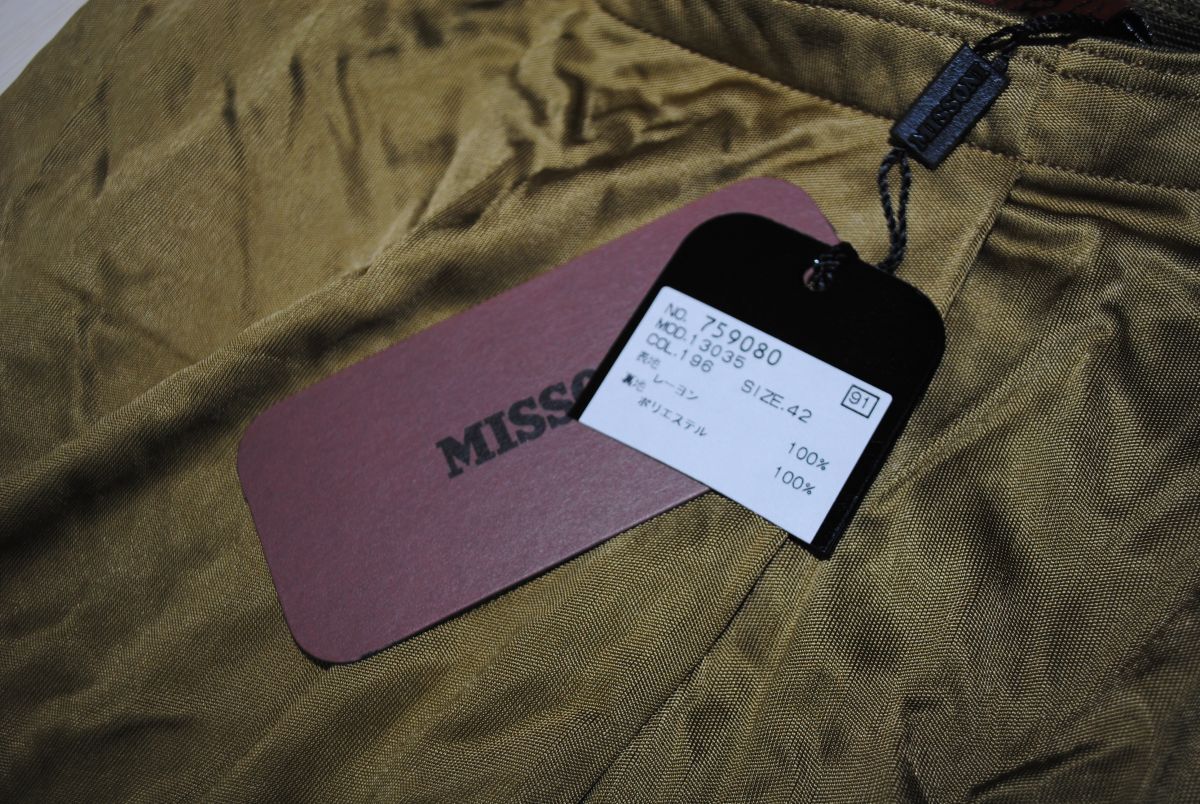 MISSONI
MISSO
NO. 759080
MOD.13035
COL.196 SIZE.42 91
表地 レーヨン 100%
裏地 ポリエステル 100%